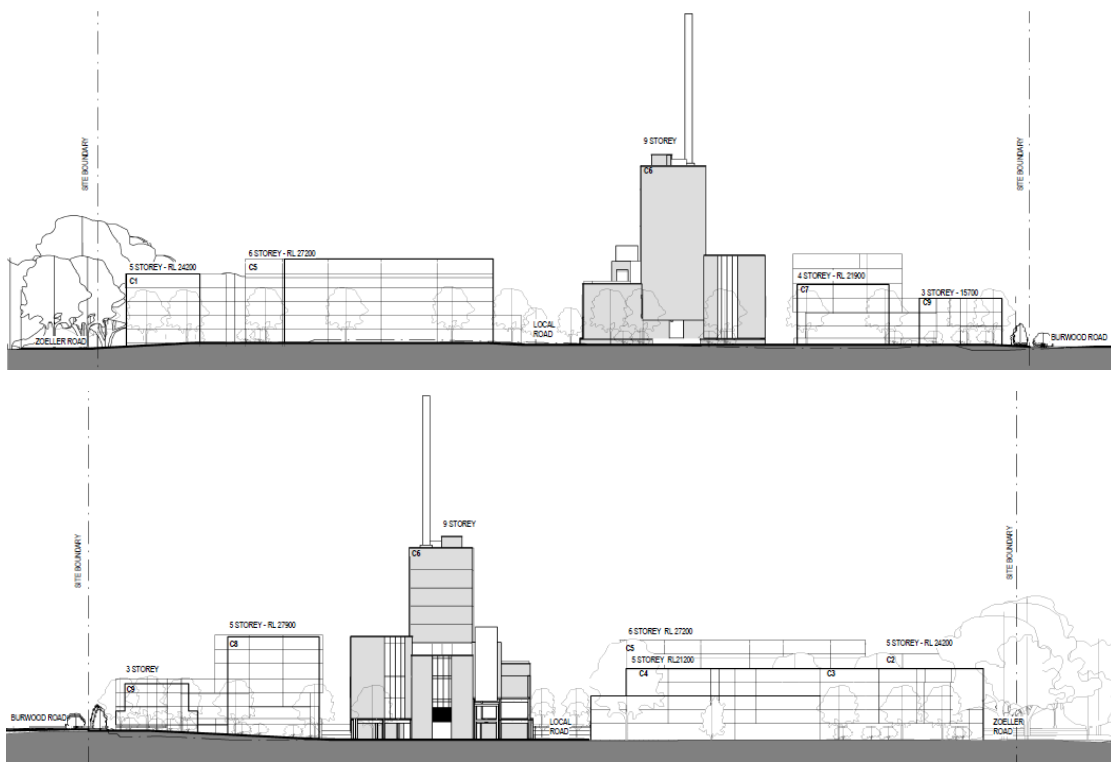 SITE BOUNDARY
SITE BOUNDARY
9 STOREY
C6
6 STOREY - RL 27200
C5
5 STOREY - RL 24200
C1
4 STOREY - RL 21900
C7
3 STOREY - 15700
C9
ZOELLER ROAD
LOCAL
ROAD
BURWOOD ROAD
SITE BOUNDARY
SITE BOUNDARY
9 STOREY
C6
5 STOREY - RL 27900
C8
6 STOREY RL 27200
C5
5 STOREY - RL 24200
C2
5 STOREY RL21200
C4
C3
3 STOREY
C9
BURWOOD ROAD
LOCAL
ROAD
ZOELLER
ROAD